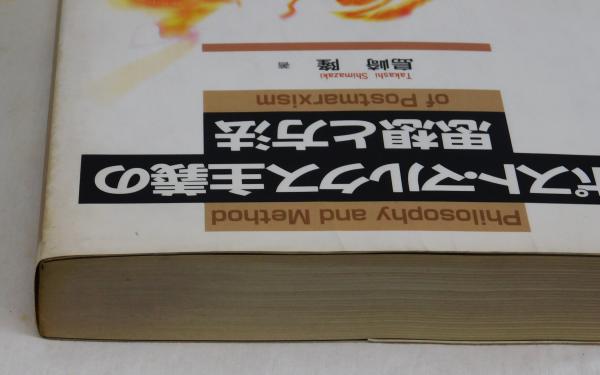 Philosophy and Method
ポスト・マルクス主義の
思想と方法
of Postmarxism
Takashi Shimazaki
島崎 隆 著